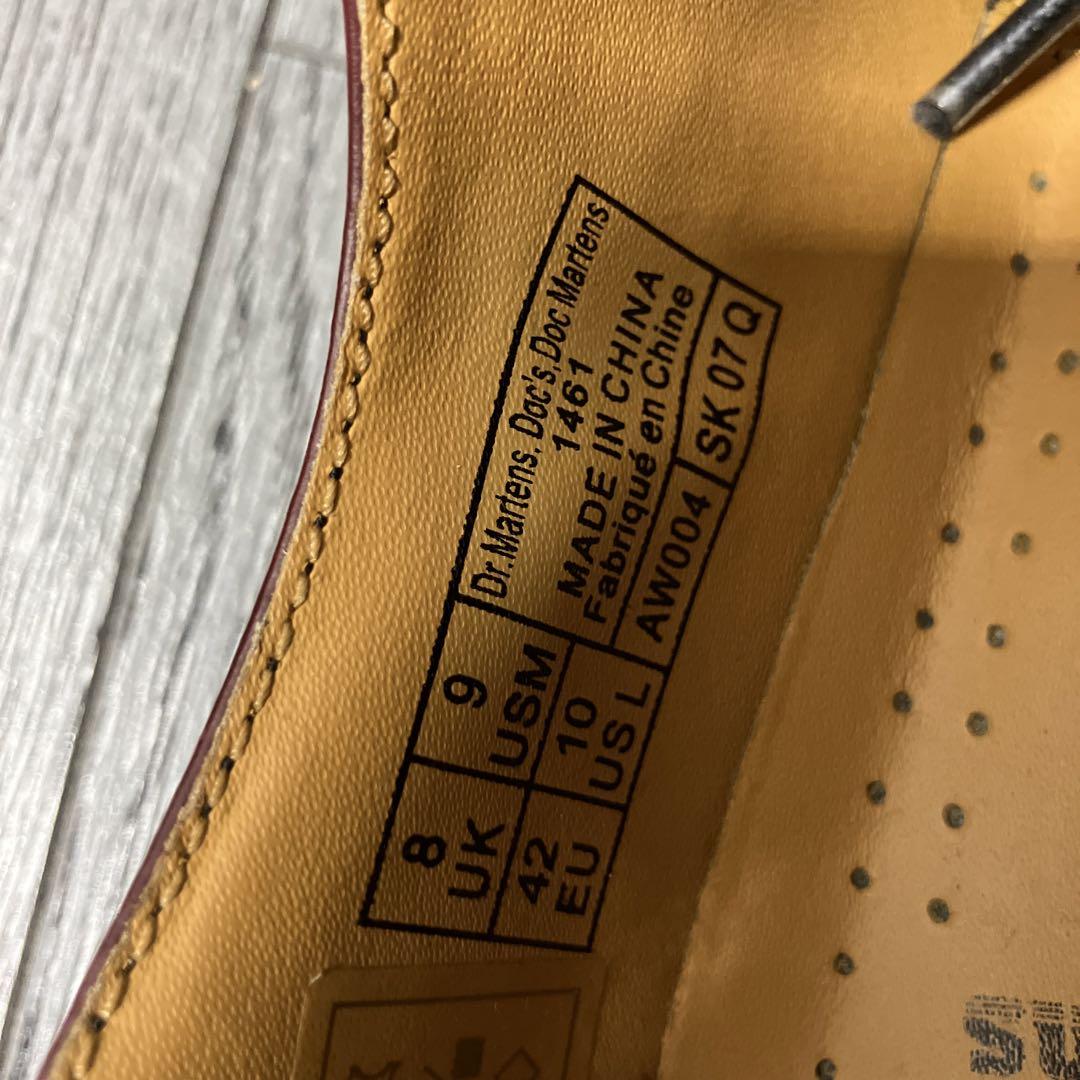 Dr.Martens, Doc's, Doc Martens
1461
MADE IN CHINA
Fabriqué en Chine
AW004
SK 07 Q
8
UK
9
USM
42
EU
10
US L